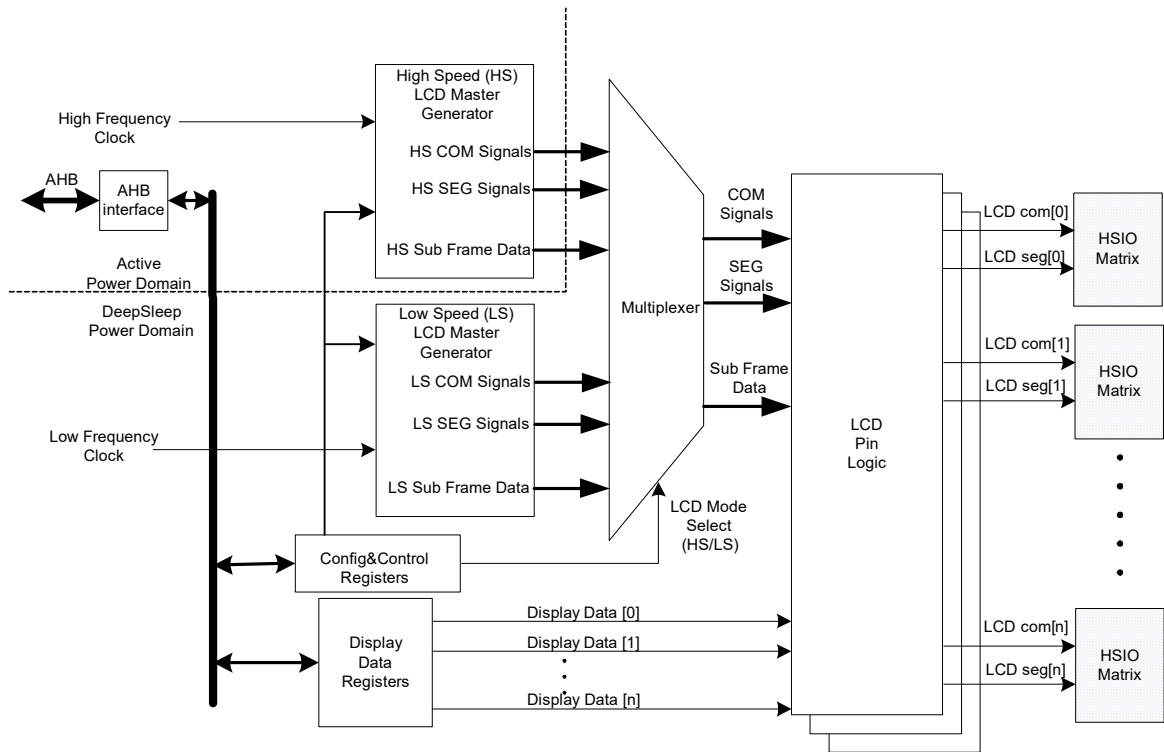 High Speed (HS)
LCD Master
Generator
High Frequency
Clock
HS COM Signals
HS SEG Signals
HS Sub Frame Data
AHB
AHB
interface
Active
Power Domain
DeepSleep
Power Domain
Low Speed (LS)
LCD Master
Generator
LS COM Signals
LS SEG Signals
LS Sub Frame Data
Low Frequency
Clock
Multiplexer
COM
Signals
SEG
Signals
Sub Frame
Data
LCD Mode
Select
(HS/LS)
Config&Control
Registers
Display
Data
Registers
Display Data [0]
Display Data [1]
Display Data [n]
LCD
Pin
Logic
LCD com[0]
LCD seg[0]
HSIO
Matrix
LCD com[1]
LCD seg[1]
HSIO
Matrix
LCD com[n]
LCD seg[n]
HSIO
Matrix